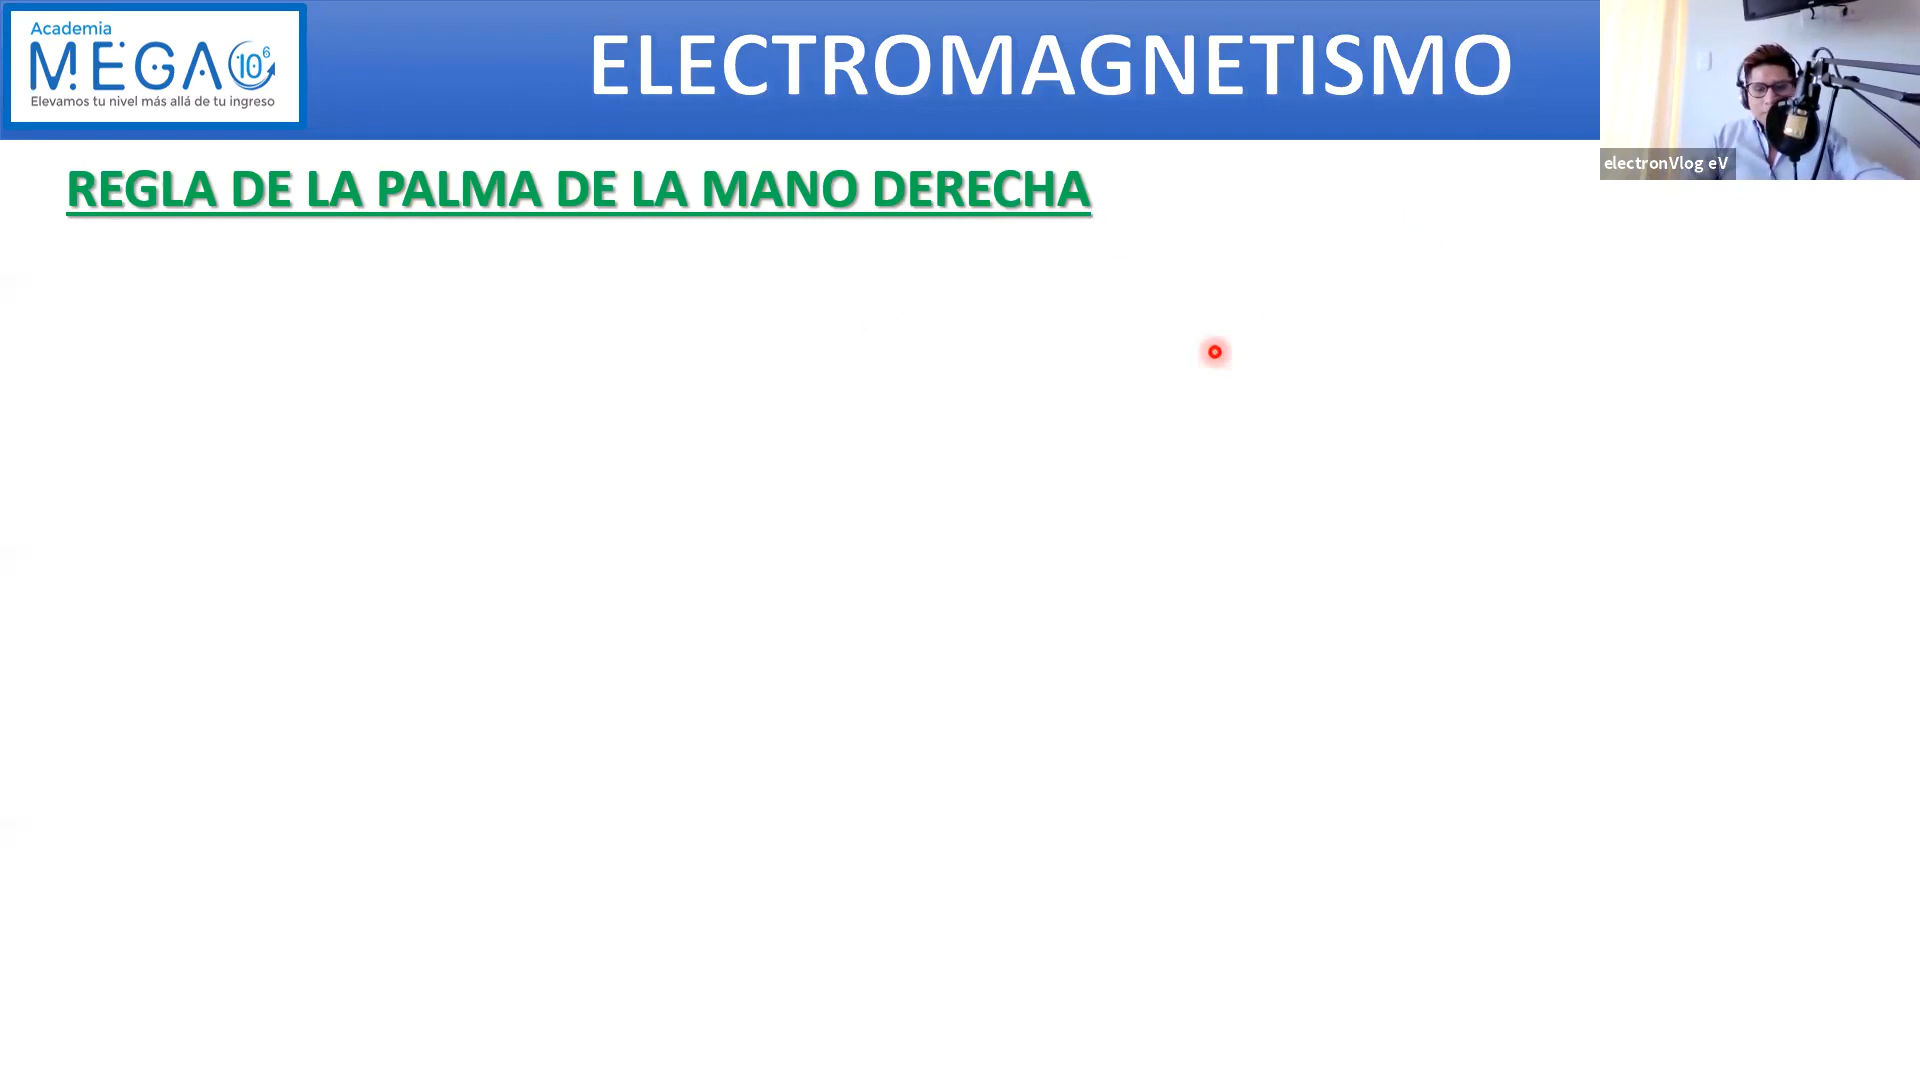 Academia
MEGA 10⁶
Elevamos tu nivel más allá de tu ingreso
ELECTROMAGNETISMO
electronVlog eV
REGLA DE LA PALMA DE LA MANO DERECHA